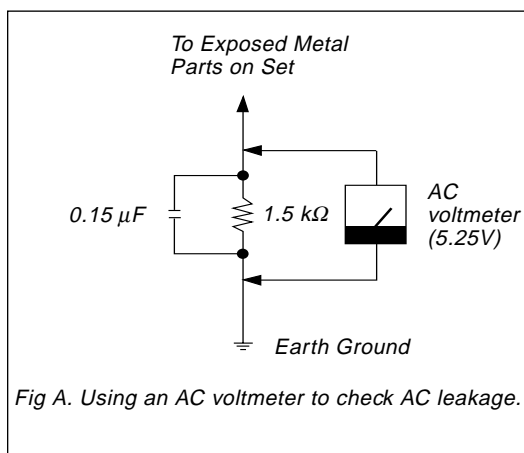 To Exposed Metal
Parts on Set
0.15 µF
1.5 kΩ
AC
voltmeter
(5.25V)
Earth Ground
Fig A. Using an AC voltmeter to check AC leakage.